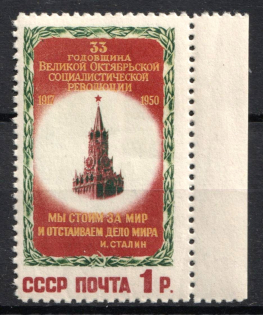 33
ГОДОВЩИНА
ВЕЛИКОЙ ОКТЯБРЬСКОЙ
СОЦИАЛИСТИЧЕСКОЙ
РЕВОЛЮЦИИ
1917 1950
МЫ СТОИМ ЗА МИР
И ОТСТАИВАЕМ ДЕЛО МИРА
И. СТАЛИН
СССР ПОЧТА 1 Р.